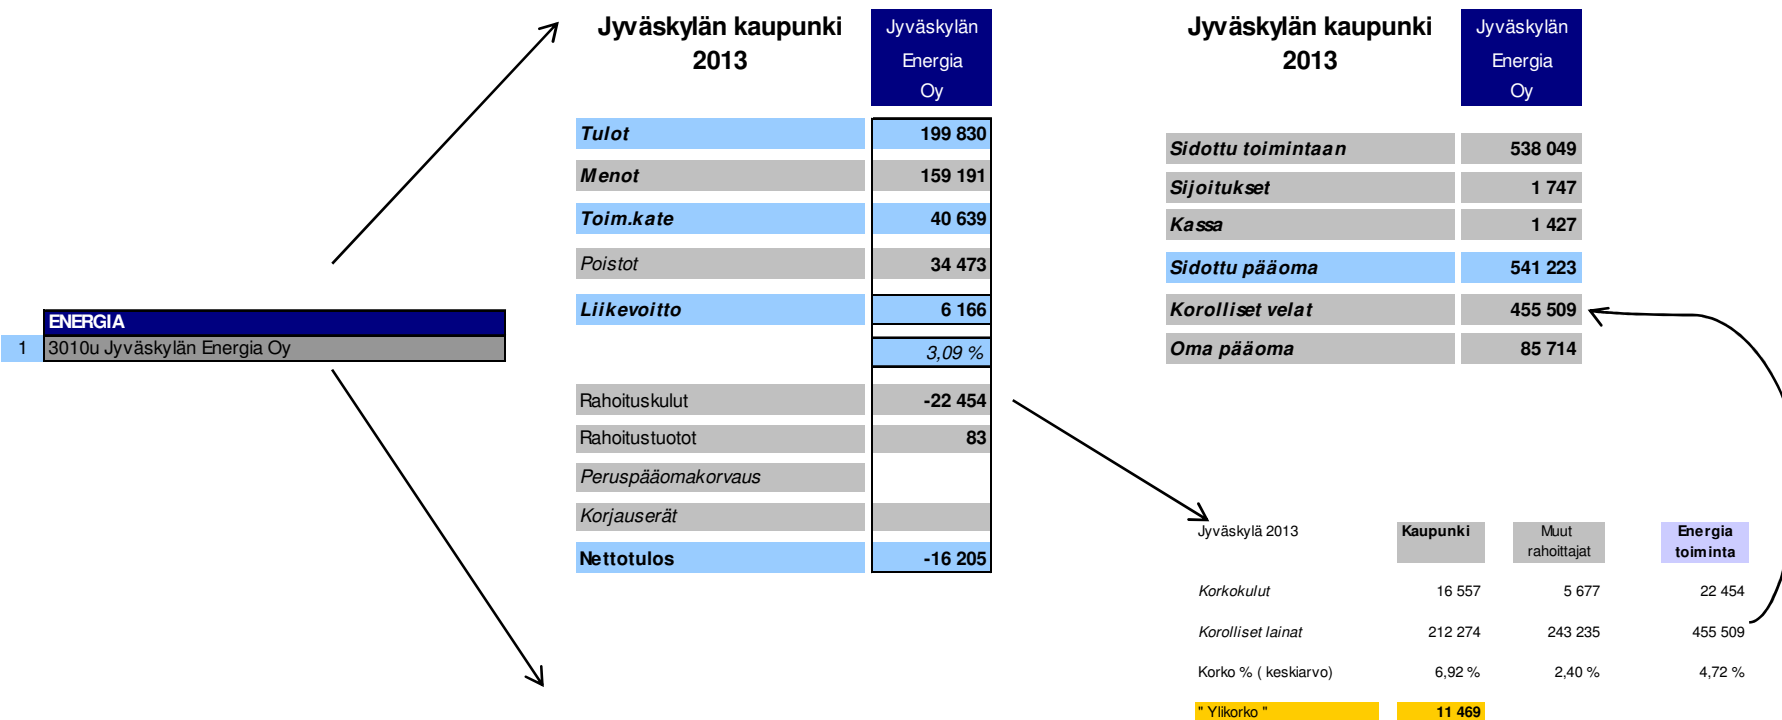 Jyväskylän kaupunki
2013
Jyväskylän
Energia
Oy
Tulot 199 830
Menot 159 191
Toim.kate 40 639
Poistot 34 473
Liikevoitto 6 166
3,09 %
Rahoituskulut -22 454
Rahoitustuotot 83
Peruspääomakorvaus
Korjauserät
Nettotulos -16 205
ENERGIA
1 3010u Jyväskylän Energia Oy
Jyväskylän kaupunki
2013
Jyväskylän
Energia
Oy
Sidottu toimintaan 538 049
Sijoitukset 1 747
Kassa 1 427
Sidottu pääoma 541 223
Korolliset velat 455 509
Oma pääoma 85 714
Jyväskylä 2013 Kaupunki Muut rahoittajat Energia toiminta
Korkokulut 16 557 5 677 22 454
Korolliset lainat 212 274 243 235 455 509
Korko % ( keskiarvo) 6,92 % 2,40 % 4,72 %
" Ylikorko " 11 469